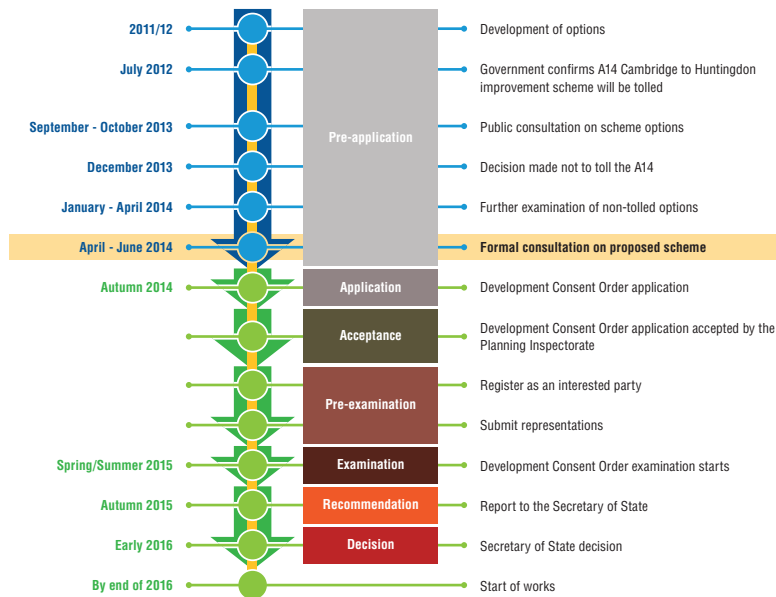 2011/12
Development of options
July 2012
Government confirms A14 Cambridge to Huntingdon
improvement scheme will be tolled
September - October 2013
Public consultation on scheme options
Pre-application
December 2013
Decision made not to toll the A14
January - April 2014
Further examination of non-tolled options
April - June 2014
Formal consultation on proposed scheme
Autumn 2014
Application
Development Consent Order application
Acceptance
Development Consent Order application accepted by the
Planning Inspectorate
Pre-examination
Register as an interested party
Submit representations
Spring/Summer 2015
Examination
Development Consent Order examination starts
Autumn 2015
Recommendation
Report to the Secretary of State
Early 2016
Decision
Secretary of State decision
By end of 2016
Start of works